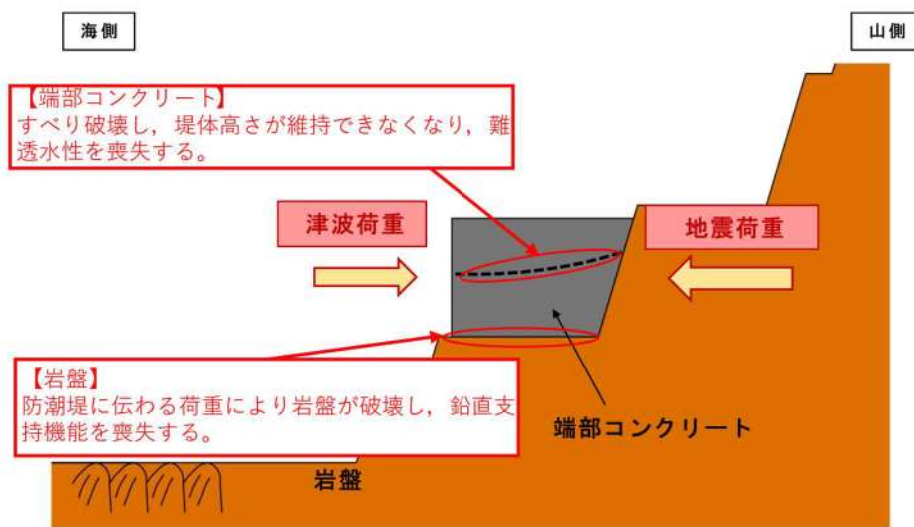 海側
山側
【端部コンクリート】
すべり破壊し，堤体高さが維持できなくなり，難
透水性を喪失する。
津波荷重
地震荷重
【岩盤】
防潮堤に伝わる荷重により岩盤が破壊し，鉛直支
持機能を喪失する。
端部コンクリート
岩盤